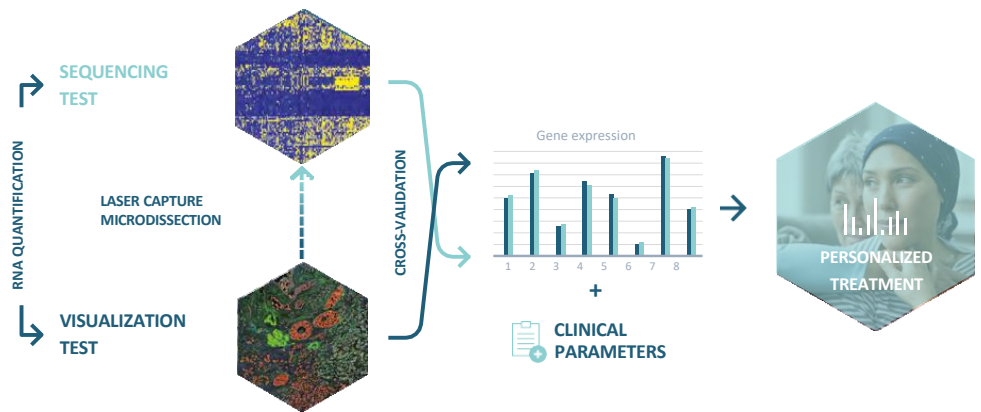 RNA QUANTIFICATION
SEQUENCING
TEST
LASER CAPTURE
MICRODISSECTION
VISUALIZATION
TEST
CROSS-VALIDATION
Gene expression
1 2 3 4 5 6 7 8
+
CLINICAL
PARAMETERS
PERSONALIZED
TREATMENT